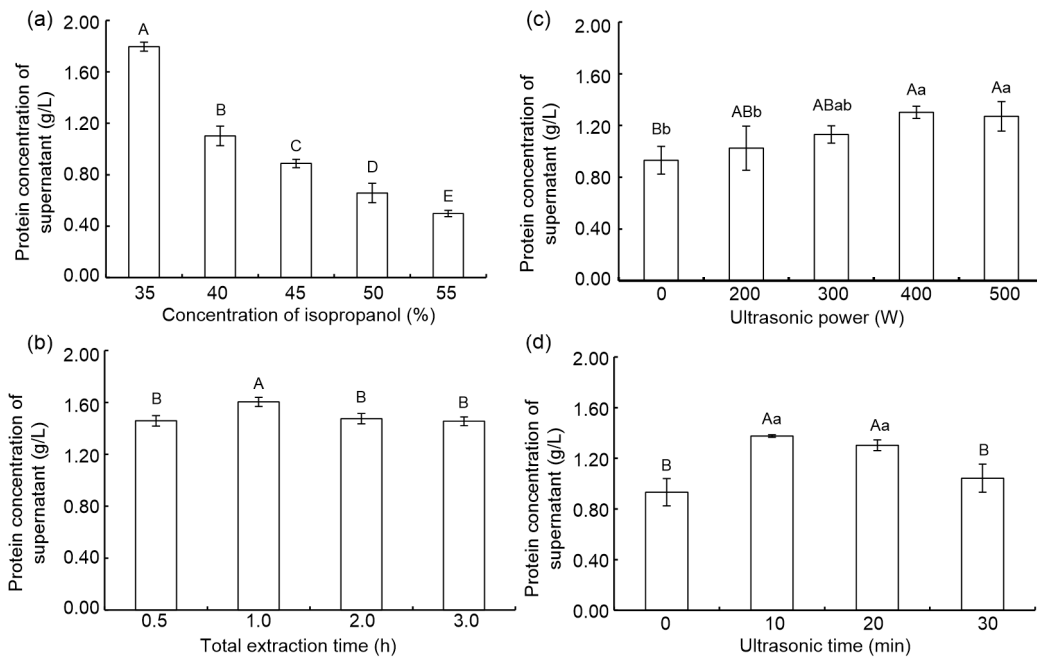 (a)
2.00
1.60
1.20
0.80
0.40
0.00
Protein concentration of
supernatant (g/L)
A
B
C
D
E
35 40 45 50 55
Concentration of isopropanol (%)
(c)
2.00
1.60
1.20
0.80
0.40
0.00
Protein concentration of
supernatant (g/L)
Bb
ABb
ABab
Aa
Aa
0 200 300 400 500
Ultrasonic power (W)
(b)
2.00
1.60
1.20
0.80
0.40
0.00
Protein concentration of
supernatant (g/L)
B
A
B
B
0.5 1.0 2.0 3.0
Total extraction time (h)
(d)
2.00
1.60
1.20
0.80
0.40
0.00
Protein concentration of
supernatant (g/L)
B
Aa
Aa
B
0 10 20 30
Ultrasonic time (min)